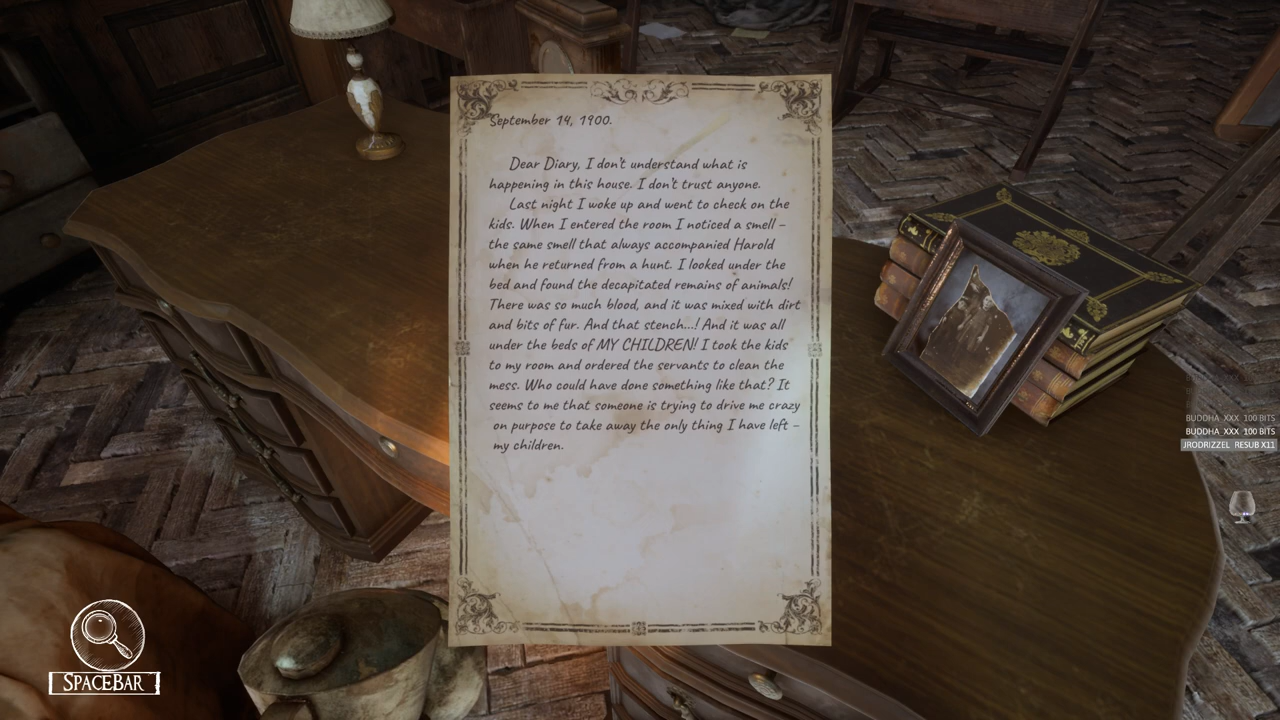 September 14, 1900.
Dear Diary, I don't understand what is
happening in this house. I don't trust anyone.
Last night I woke up and went to check on the
kids. When I entered the room I noticed a smell –
the same smell that always accompanied Harold
when he returned from a hunt. I looked under the
bed and found the decapitated remains of animals!
There was so much blood, and it was mixed with dirt
and bits of fur. And that stench...! And it was all
under the beds of MY CHILDREN! I took the kids
to my room and ordered the servants to clean the
mess. Who could have done something like that? It
seems to me that someone is trying to drive me crazy
on purpose to take away the only thing I have left –
my children.
BUDDHA XXX 100 BITS
BUDDHA XXX 100 BITS
JRODRIZZEL RESUB X11
SPACEBAR